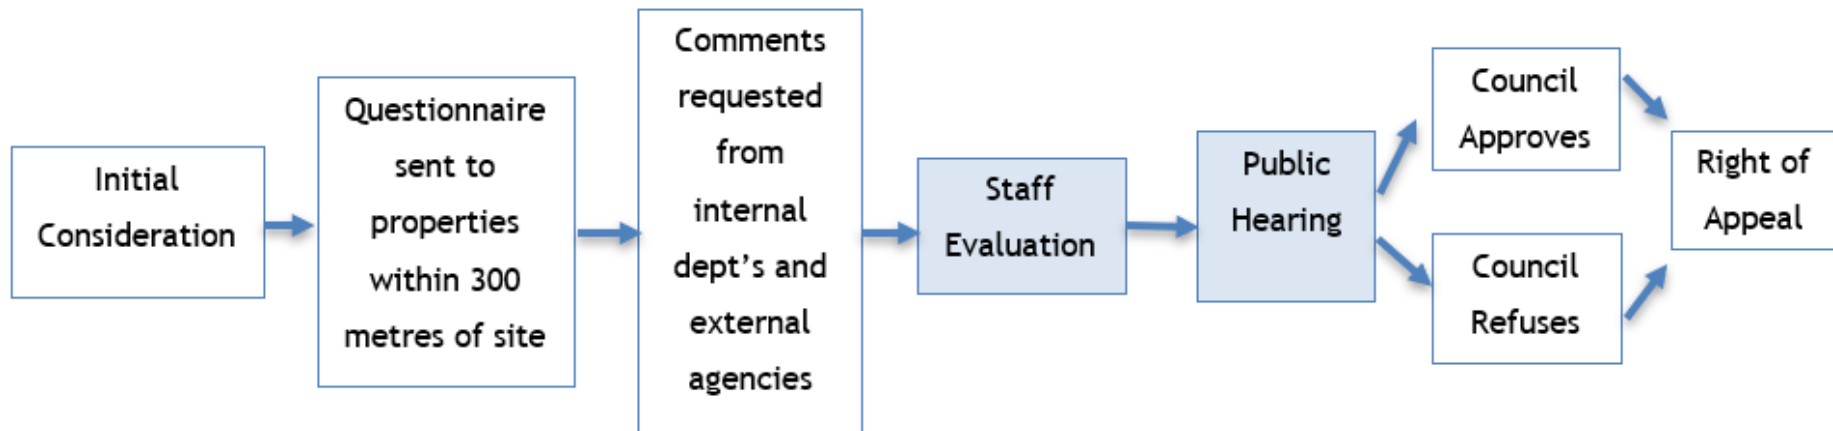 Initial
Consideration
Questionnaire
sent to
properties
within 300
metres of site
Comments
requested
from
internal
dept’s and
external
agencies
Staff
Evaluation
Public
Hearing
Council
Approves
Council
Refuses
Right of
Appeal